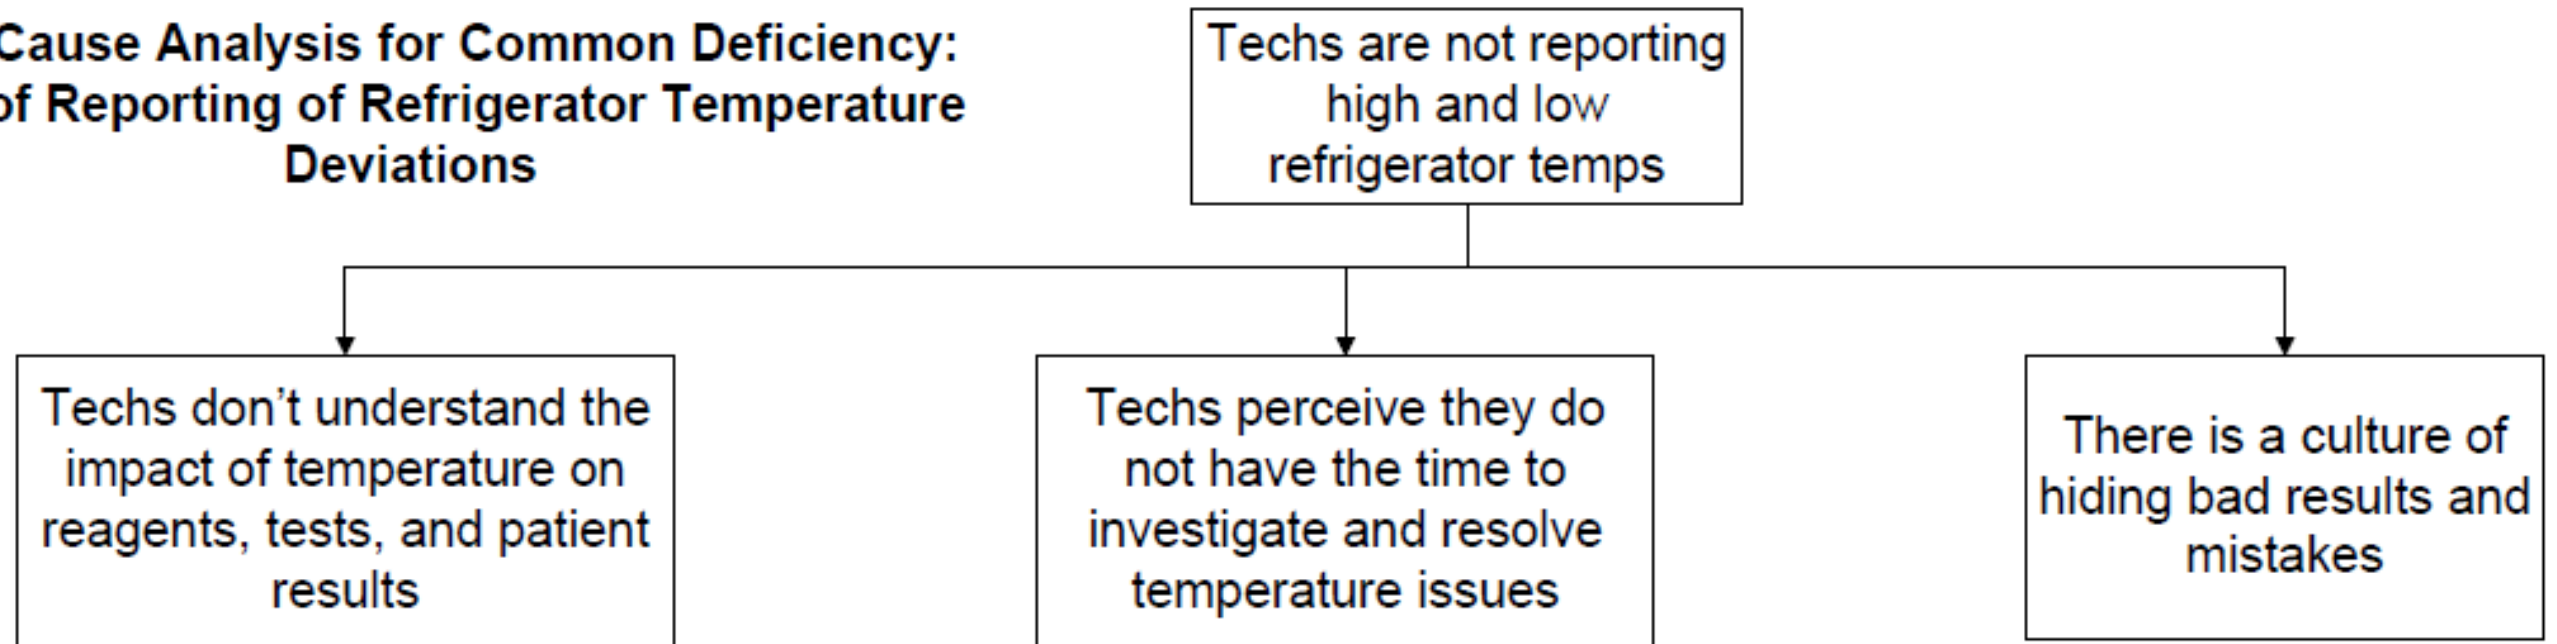 Cause Analysis for Common Deficiency:
of Reporting of Refrigerator Temperature
Deviations
Techs are not reporting
high and low
refrigerator temps
Techs don't understand the
impact of temperature on
reagents, tests, and patient
results
Techs perceive they do
not have the time to
investigate and resolve
temperature issues
There is a culture of
hiding bad results and
mistakes